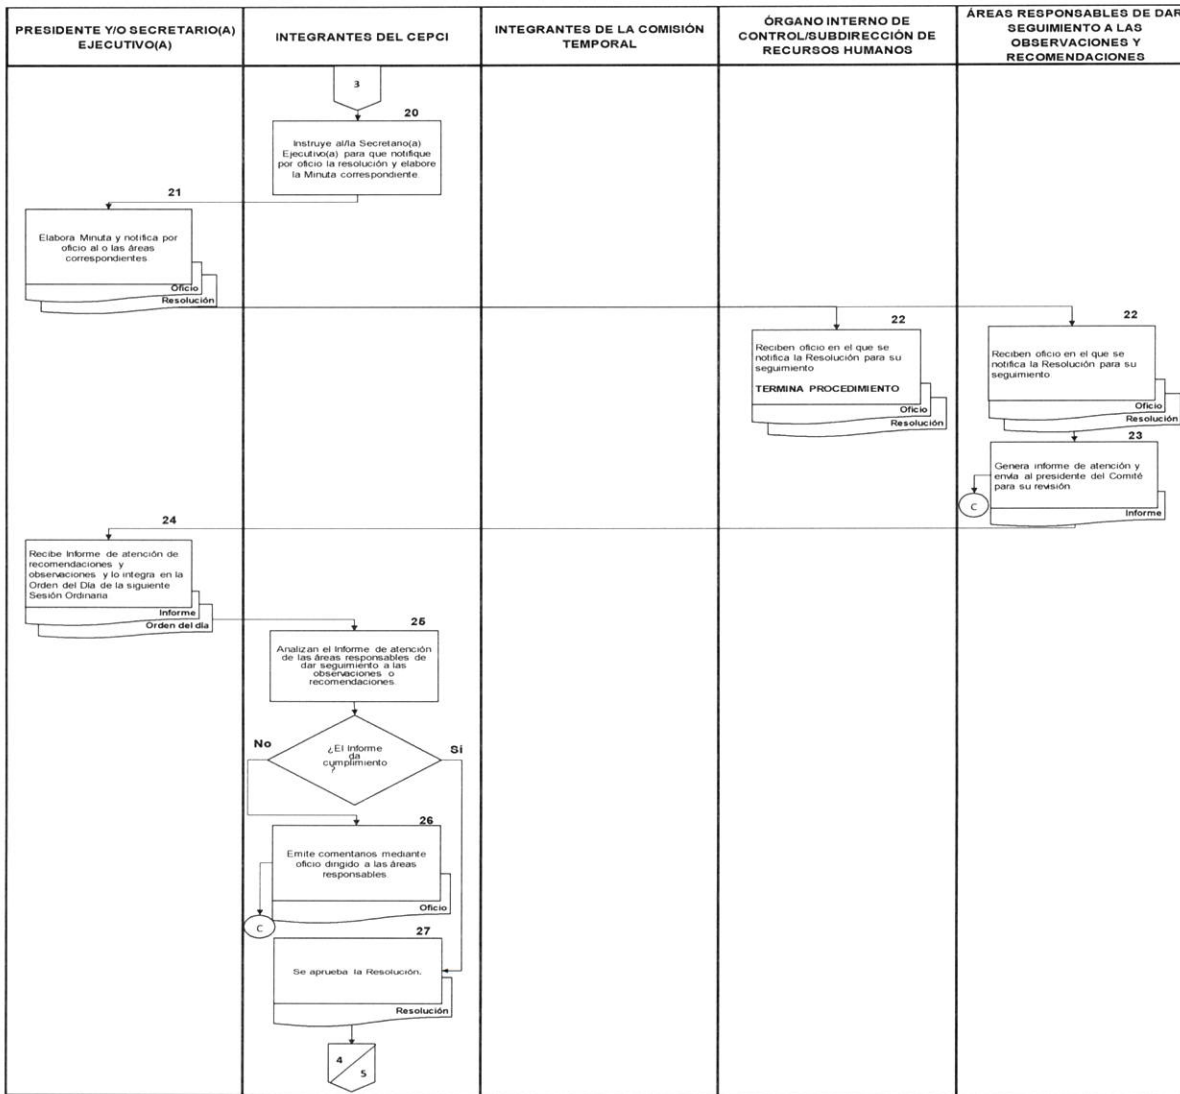 PRESIDENTE Y/O SECRETARIO(A)
EJECUTIVO(A)
INTEGRANTES DEL CEPCI
INTEGRANTES DE LA COMISIÓN
TEMPORAL
ÓRGANO INTERNO DE
CONTROL/SUBDIRECCIÓN DE
RECURSOS HUMANOS
ÁREAS RESPONSABLES DE DAR
SEGUIMIENTO A LAS
OBSERVACIONES Y
RECOMENDACIONES
3
20
Instruye al/la Secretario(a)
Ejecutivo(a) para que notifique
por oficio la resolución y elabore
la Minuta correspondiente.
21
Elabora Minuta y notifica por
oficio al o las áreas
correspondientes
Oficio
Resolución
22
Reciben oficio en el que se
notifica la Resolución para su
seguimiento
TERMINA PROCEDIMIENTO
Oficio
Resolución
22
Reciben oficio en el que se
notifica la Resolución para su
seguimiento
Oficio
Resolución
23
Genera informe de atención y
envía al presidente del Comité
para su revisión.
C
Informe
24
Recibe Informe de atención de
recomendaciones y
observaciones y lo integra en la
Orden del Día de la siguiente
Sesión Ordinaria
Informe
Orden del día
25
Analizan el Informe de atención
de las áreas responsables de
dar seguimiento a las
observaciones o
recomendaciones.
No
¿El Informe
da
cumplimiento
?
Sí
26
Emite comentarios mediante
oficio dirigido a las áreas
responsables.
Oficio
C
27
Se aprueba la Resolución.
Resolución
4
5